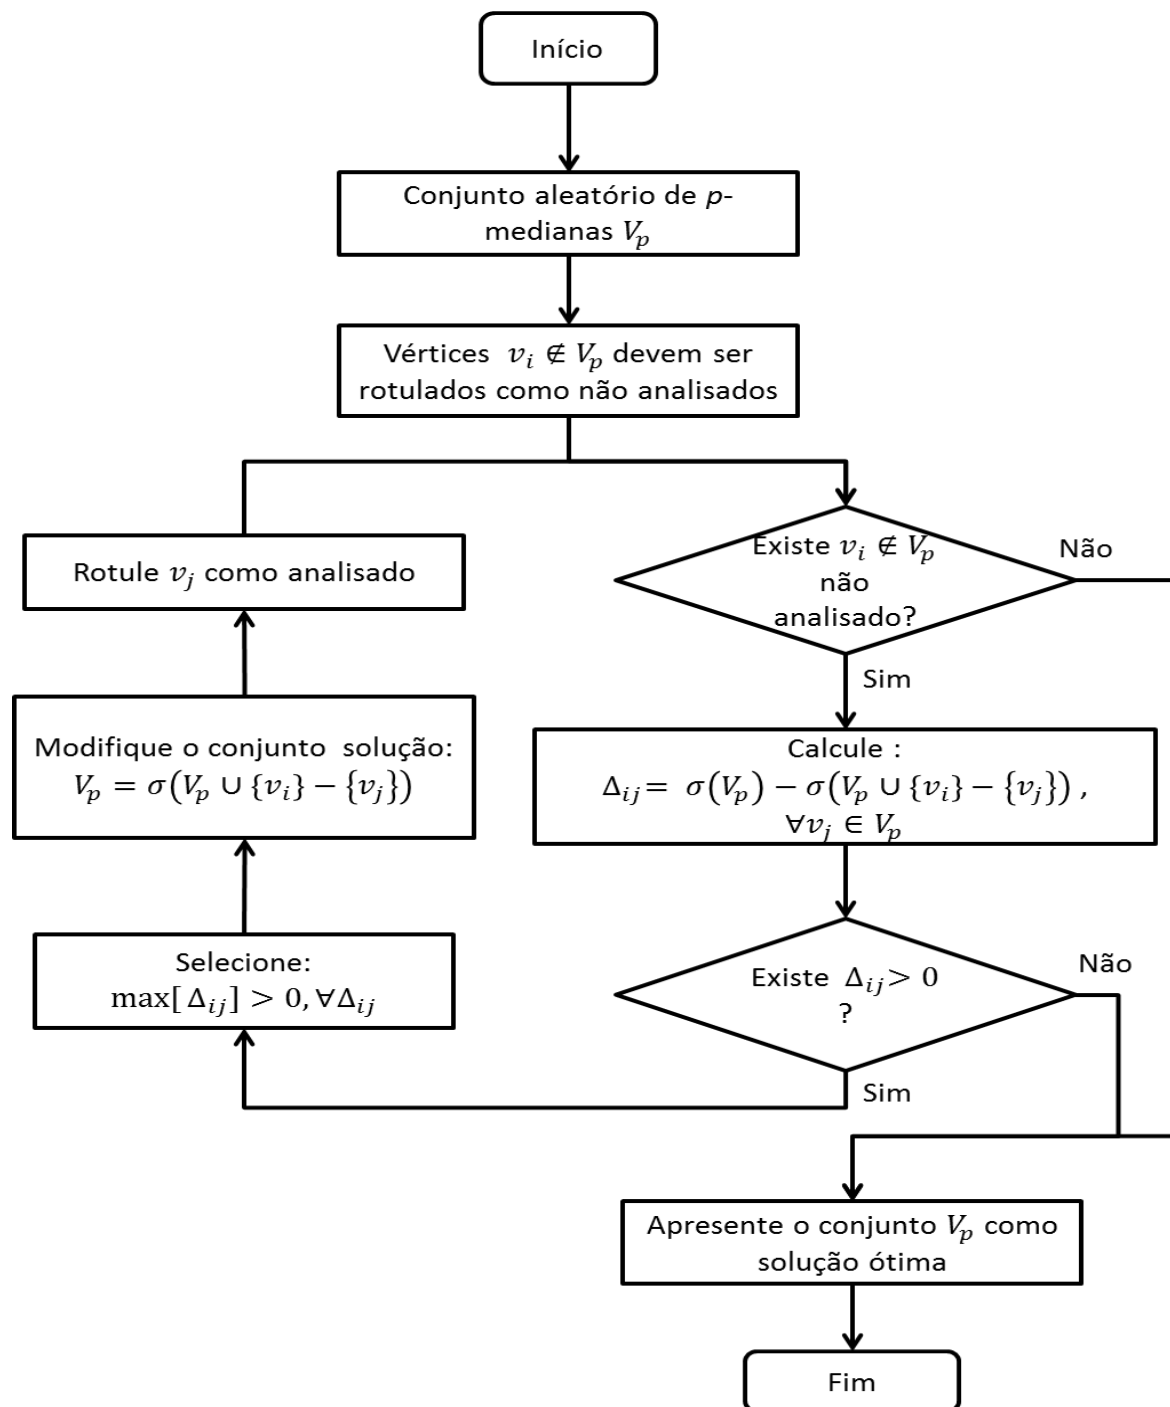 Início
Conjunto aleatório de p-
medianas V_p
Vértices v_i ∉ V_p devem ser
rotulados como não analisados
Existe v_i ∉ V_p
não
analisado?
Não
Sim
Calcule :
Δ_ij = σ(V_p) − σ(V_p ∪ {v_i} − {v_j}) ,
∀v_j ∈ V_p
Existe Δ_ij > 0
?
Não
Sim
Selecione:
max[ Δ_ij] > 0, ∀Δ_ij
Modifique o conjunto solução:
V_p = σ(V_p ∪ {v_i} − {v_j})
Rotule v_j como analisado
Apresente o conjunto V_p como
solução ótima
Fim